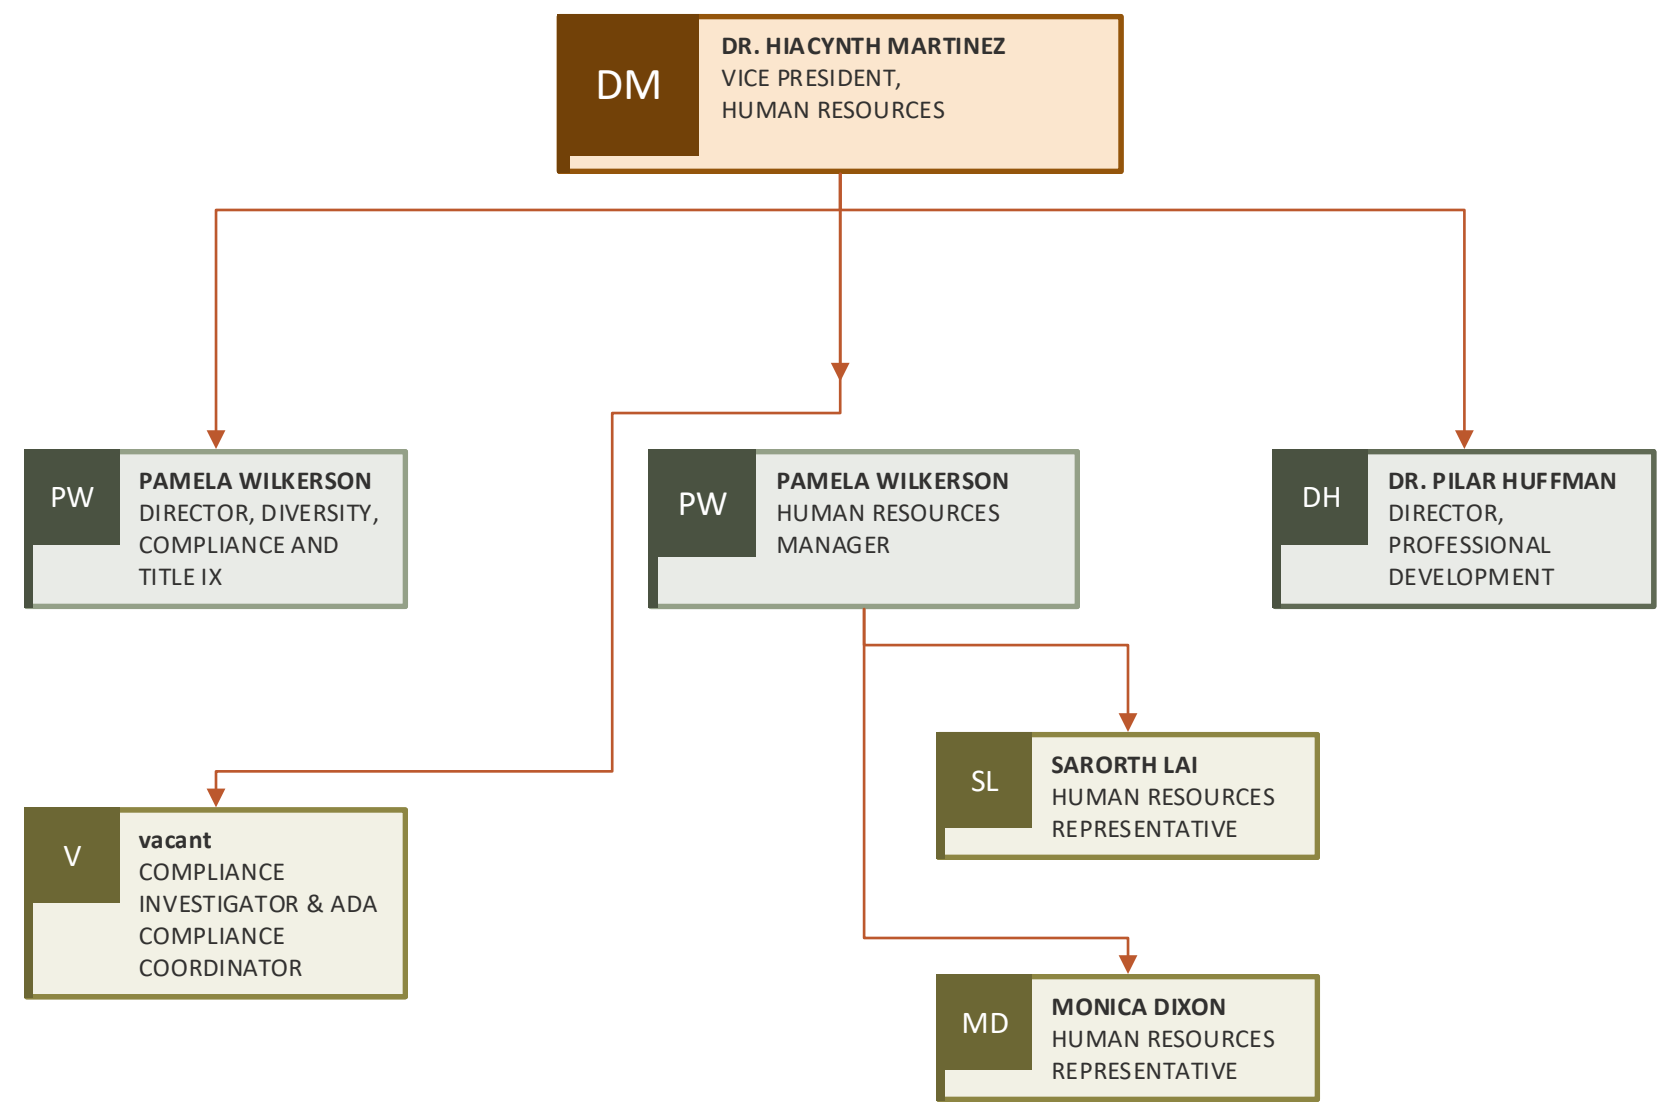 DM
DR. HIACYNTH MARTINEZ
VICE PRESIDENT,
HUMAN RESOURCES
PW
PAMELA WILKERSON
DIRECTOR, DIVERSITY,
COMPLIANCE AND
TITLE IX
PW
PAMELA WILKERSON
HUMAN RESOURCES
MANAGER
DH
DR. PILAR HUFFMAN
DIRECTOR,
PROFESSIONAL
DEVELOPMENT
SL
SARORTH LAI
HUMAN RESOURCES
REPRESENTATIVE
V
vacant
COMPLIANCE
INVESTIGATOR & ADA
COMPLIANCE
COORDINATOR
MD
MONICA DIXON
HUMAN RESOURCES
REPRESENTATIVE